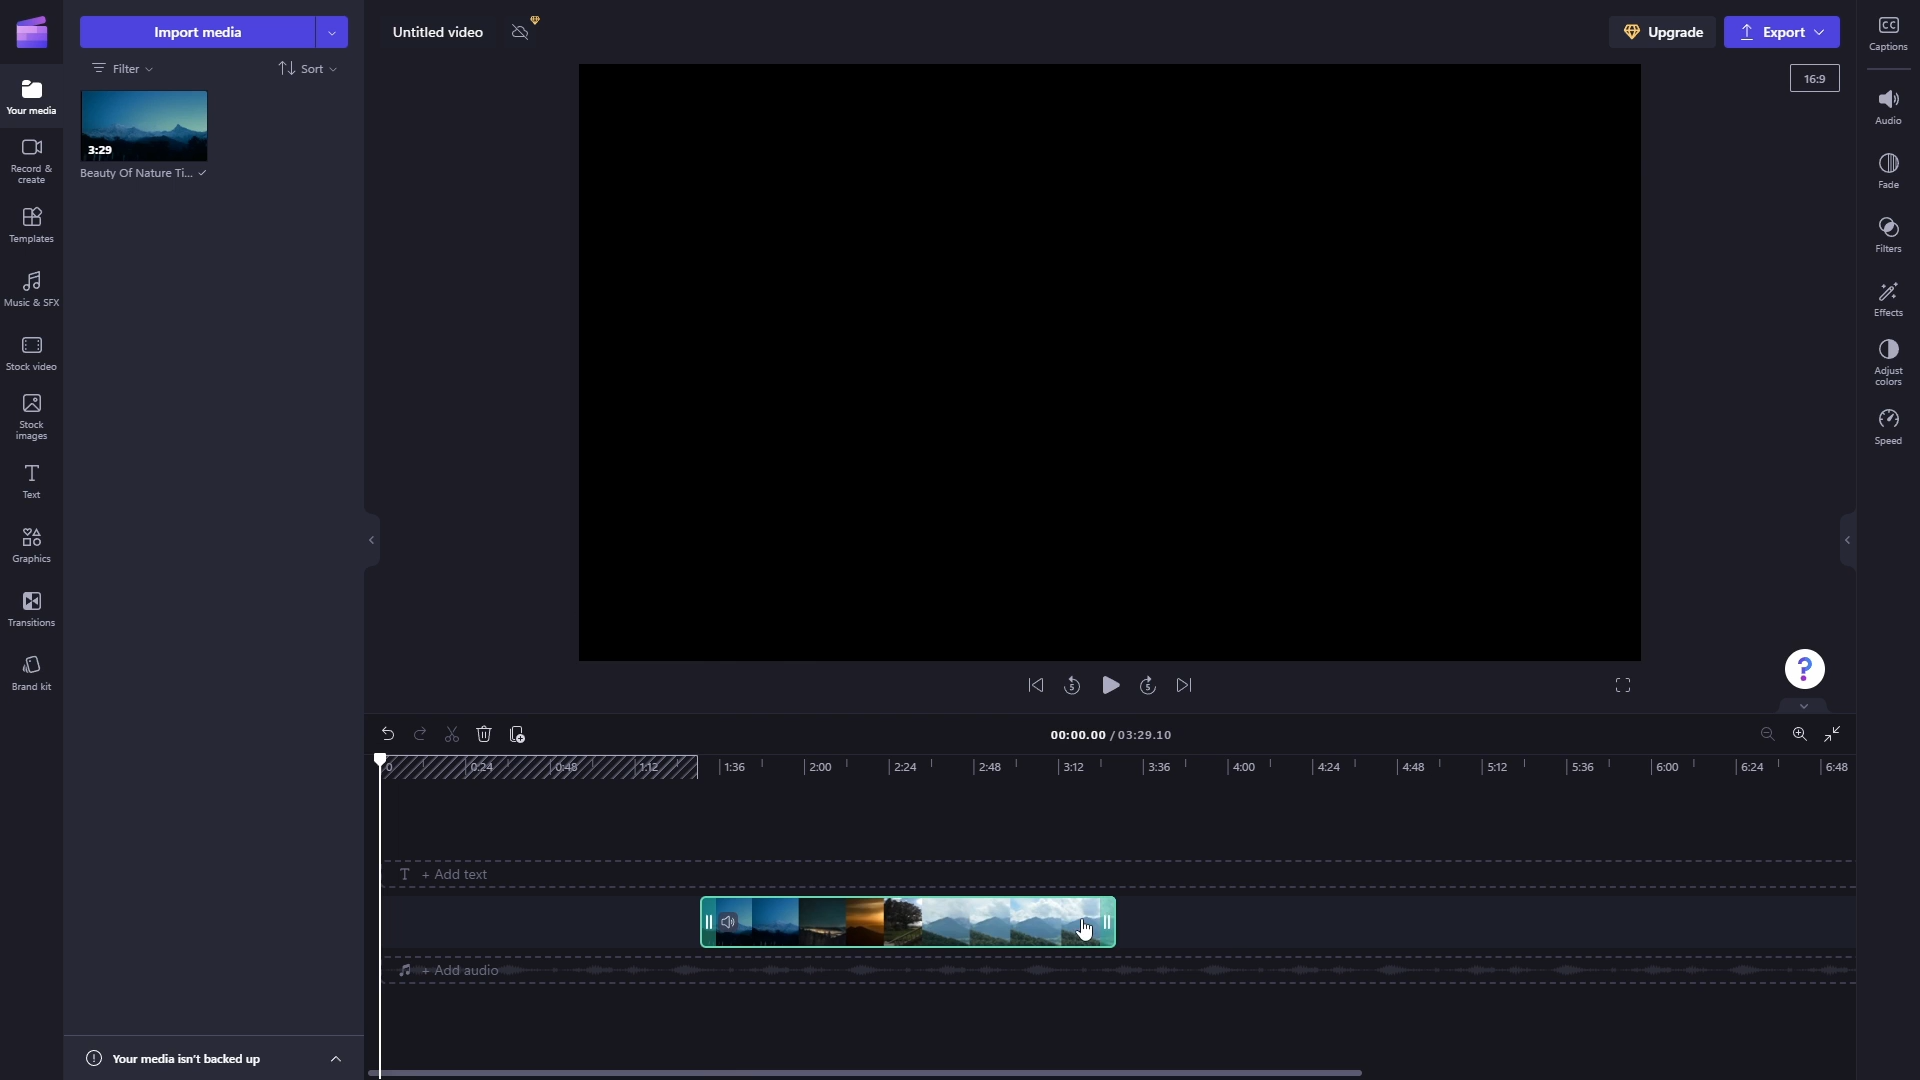 Import media
Untitled video
Upgrade
Export
Captions
Filter
Sort
16:9
Your media
3:29
Beauty Of Nature Ti...
Audio
Record &
create
Fade
Templates
Filters
Music & SFX
Effects
Stock video
Adjust
colors
Stock
images
Speed
Text
Graphics
Transitions
Brand kit
?
5
5
00:00.00 / 03:29.10
0 0:24 0:48 1:12 1:36 2:00 2:24 2:48 3:12 3:36 4:00 4:24 4:48 5:12 5:36 6:00 6:24 6:48
T + Add text
+ Add audio
Your media isn't backed up